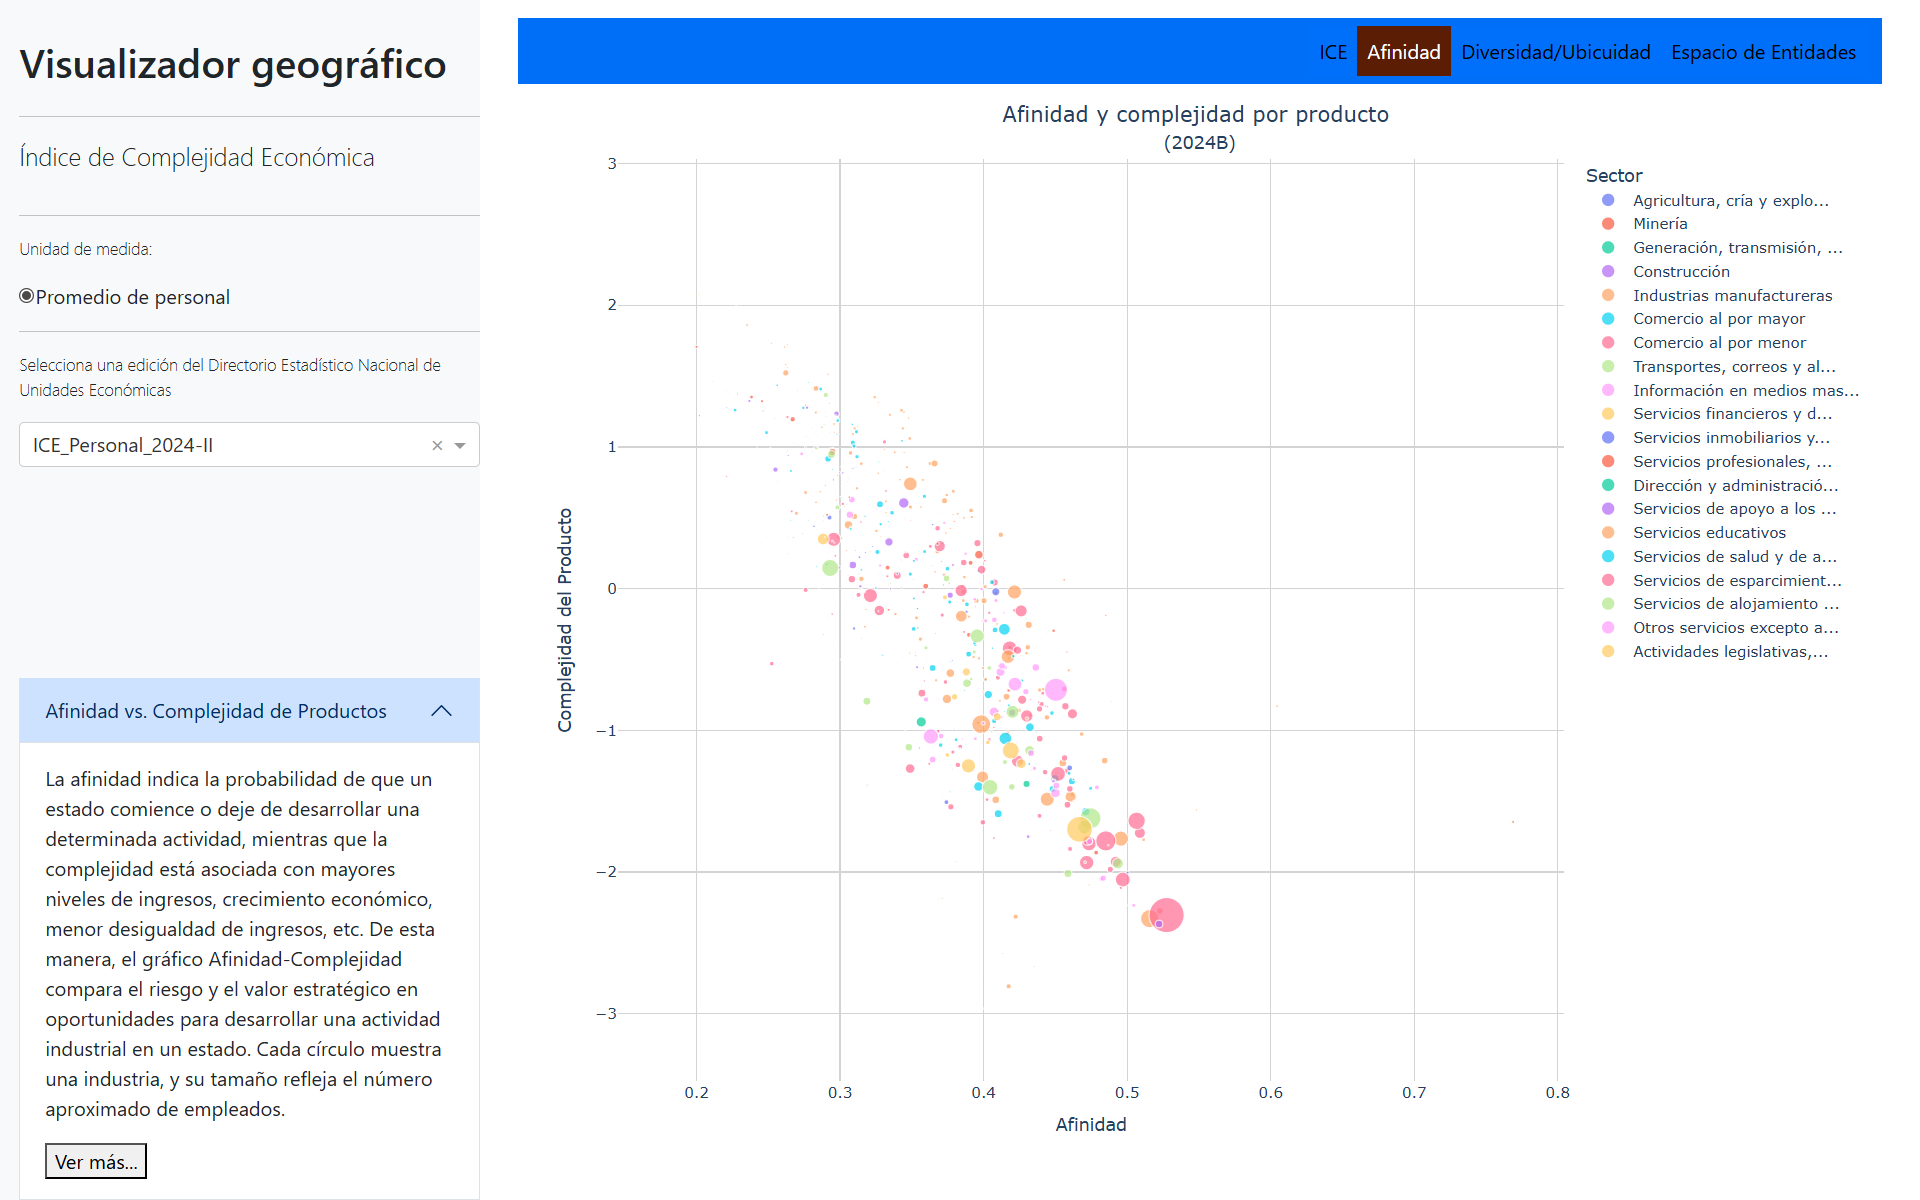 Visualizador geográfico
Índice de Complejidad Económica
Unidad de medida:
Promedio de personal
Selecciona una edición del Directorio Estadístico Nacional de
Unidades Económicas
ICE_Personal_2024-II
Afinidad vs. Complejidad de Productos
La afinidad indica la probabilidad de que un
estado comience o deje de desarrollar una
determinada actividad, mientras que la
complejidad está asociada con mayores
niveles de ingresos, crecimiento económico,
menor desigualdad de ingresos, etc. De esta
manera, el gráfico Afinidad-Complejidad
compara el riesgo y el valor estratégico en
oportunidades para desarrollar una actividad
industrial en un estado. Cada círculo muestra
una industria, y su tamaño refleja el número
aproximado de empleados.
Ver más...
ICE Afinidad Diversidad/Ubicuidad Espacio de Entidades
Afinidad y complejidad por producto
(2024B)
Complejidad del Producto
3
2
1
0
−1
−2
−3
0.2 0.3 0.4 0.5 0.6 0.7 0.8
Afinidad
Sector
Agricultura, cría y explo...
Minería
Generación, transmisión, ...
Construcción
Industrias manufactureras
Comercio al por mayor
Comercio al por menor
Transportes, correos y al...
Información en medios mas...
Servicios financieros y d...
Servicios inmobiliarios y...
Servicios profesionales, ...
Dirección y administració...
Servicios de apoyo a los ...
Servicios educativos
Servicios de salud y de a...
Servicios de esparcimient...
Servicios de alojamiento ...
Otros servicios excepto a...
Actividades legislativas,...